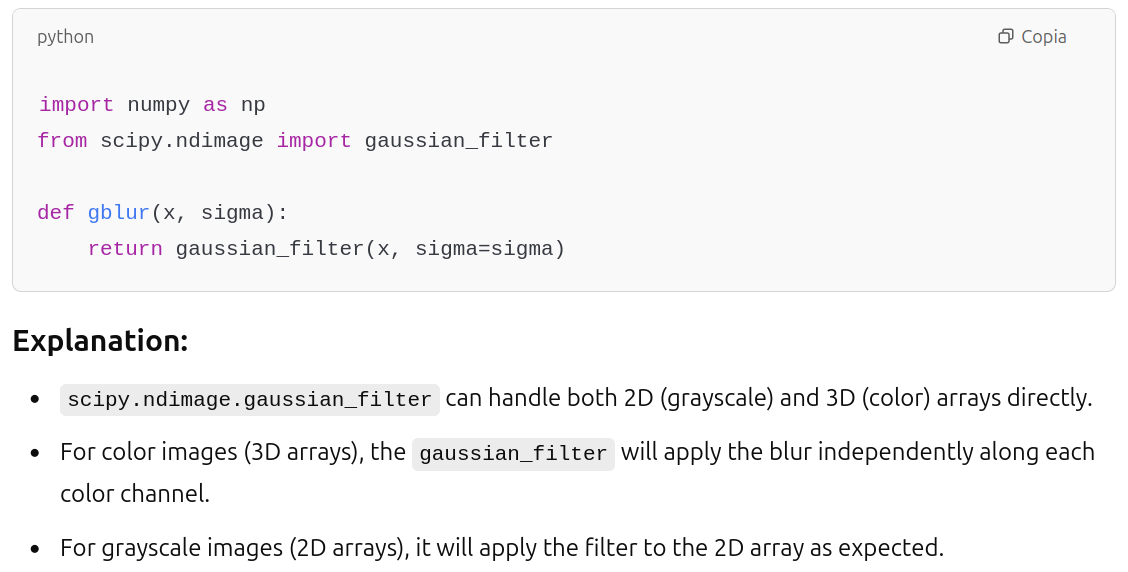 python
Copia
import numpy as np
from scipy.ndimage import gaussian_filter
def gblur(x, sigma):
    return gaussian_filter(x, sigma=sigma)
Explanation:
• scipy.ndimage.gaussian_filter can handle both 2D (grayscale) and 3D (color) arrays directly.
• For color images (3D arrays), the gaussian_filter will apply the blur independently along each
color channel.
• For grayscale images (2D arrays), it will apply the filter to the 2D array as expected.